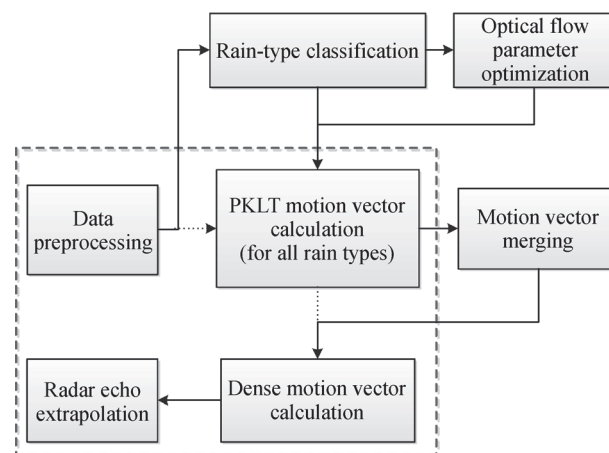 Rain-type classification
Optical flow
parameter
optimization
Data
preprocessing
PKLT motion vector
calculation
(for all rain types)
Motion vector
merging
Radar echo
extrapolation
Dense motion vector
calculation